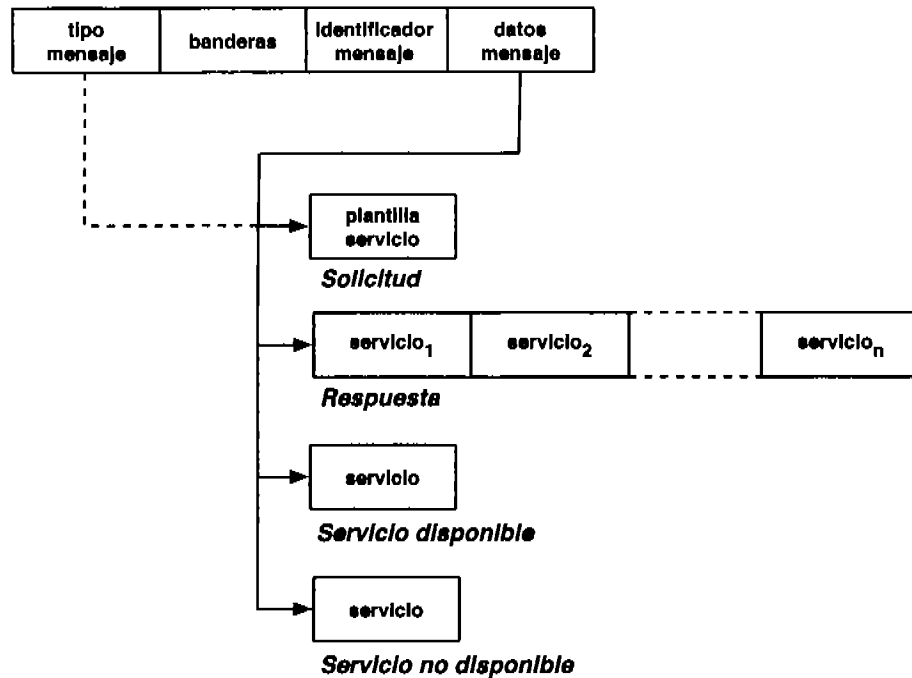 tipo
mensaje
banderas
identificador
mensaje
datos
mensaje
plantilla
servicio
Solicitud
servicio1
servicio2
servicion
Respuesta
servicio
Servicio disponible
servicio
Servicio no disponible